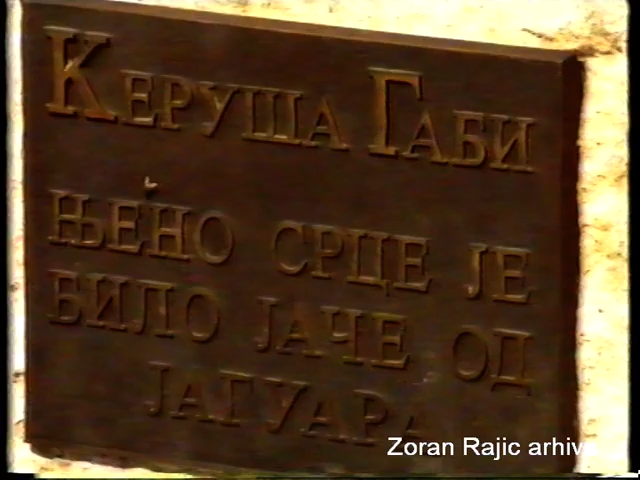 КЕРУША ГАБИ
ЊЕНО СРЦЕ ЈЕ
БИЛО ЈАЧЕ ОД
ЈАГУАРА
Zoran Rajic arhiva